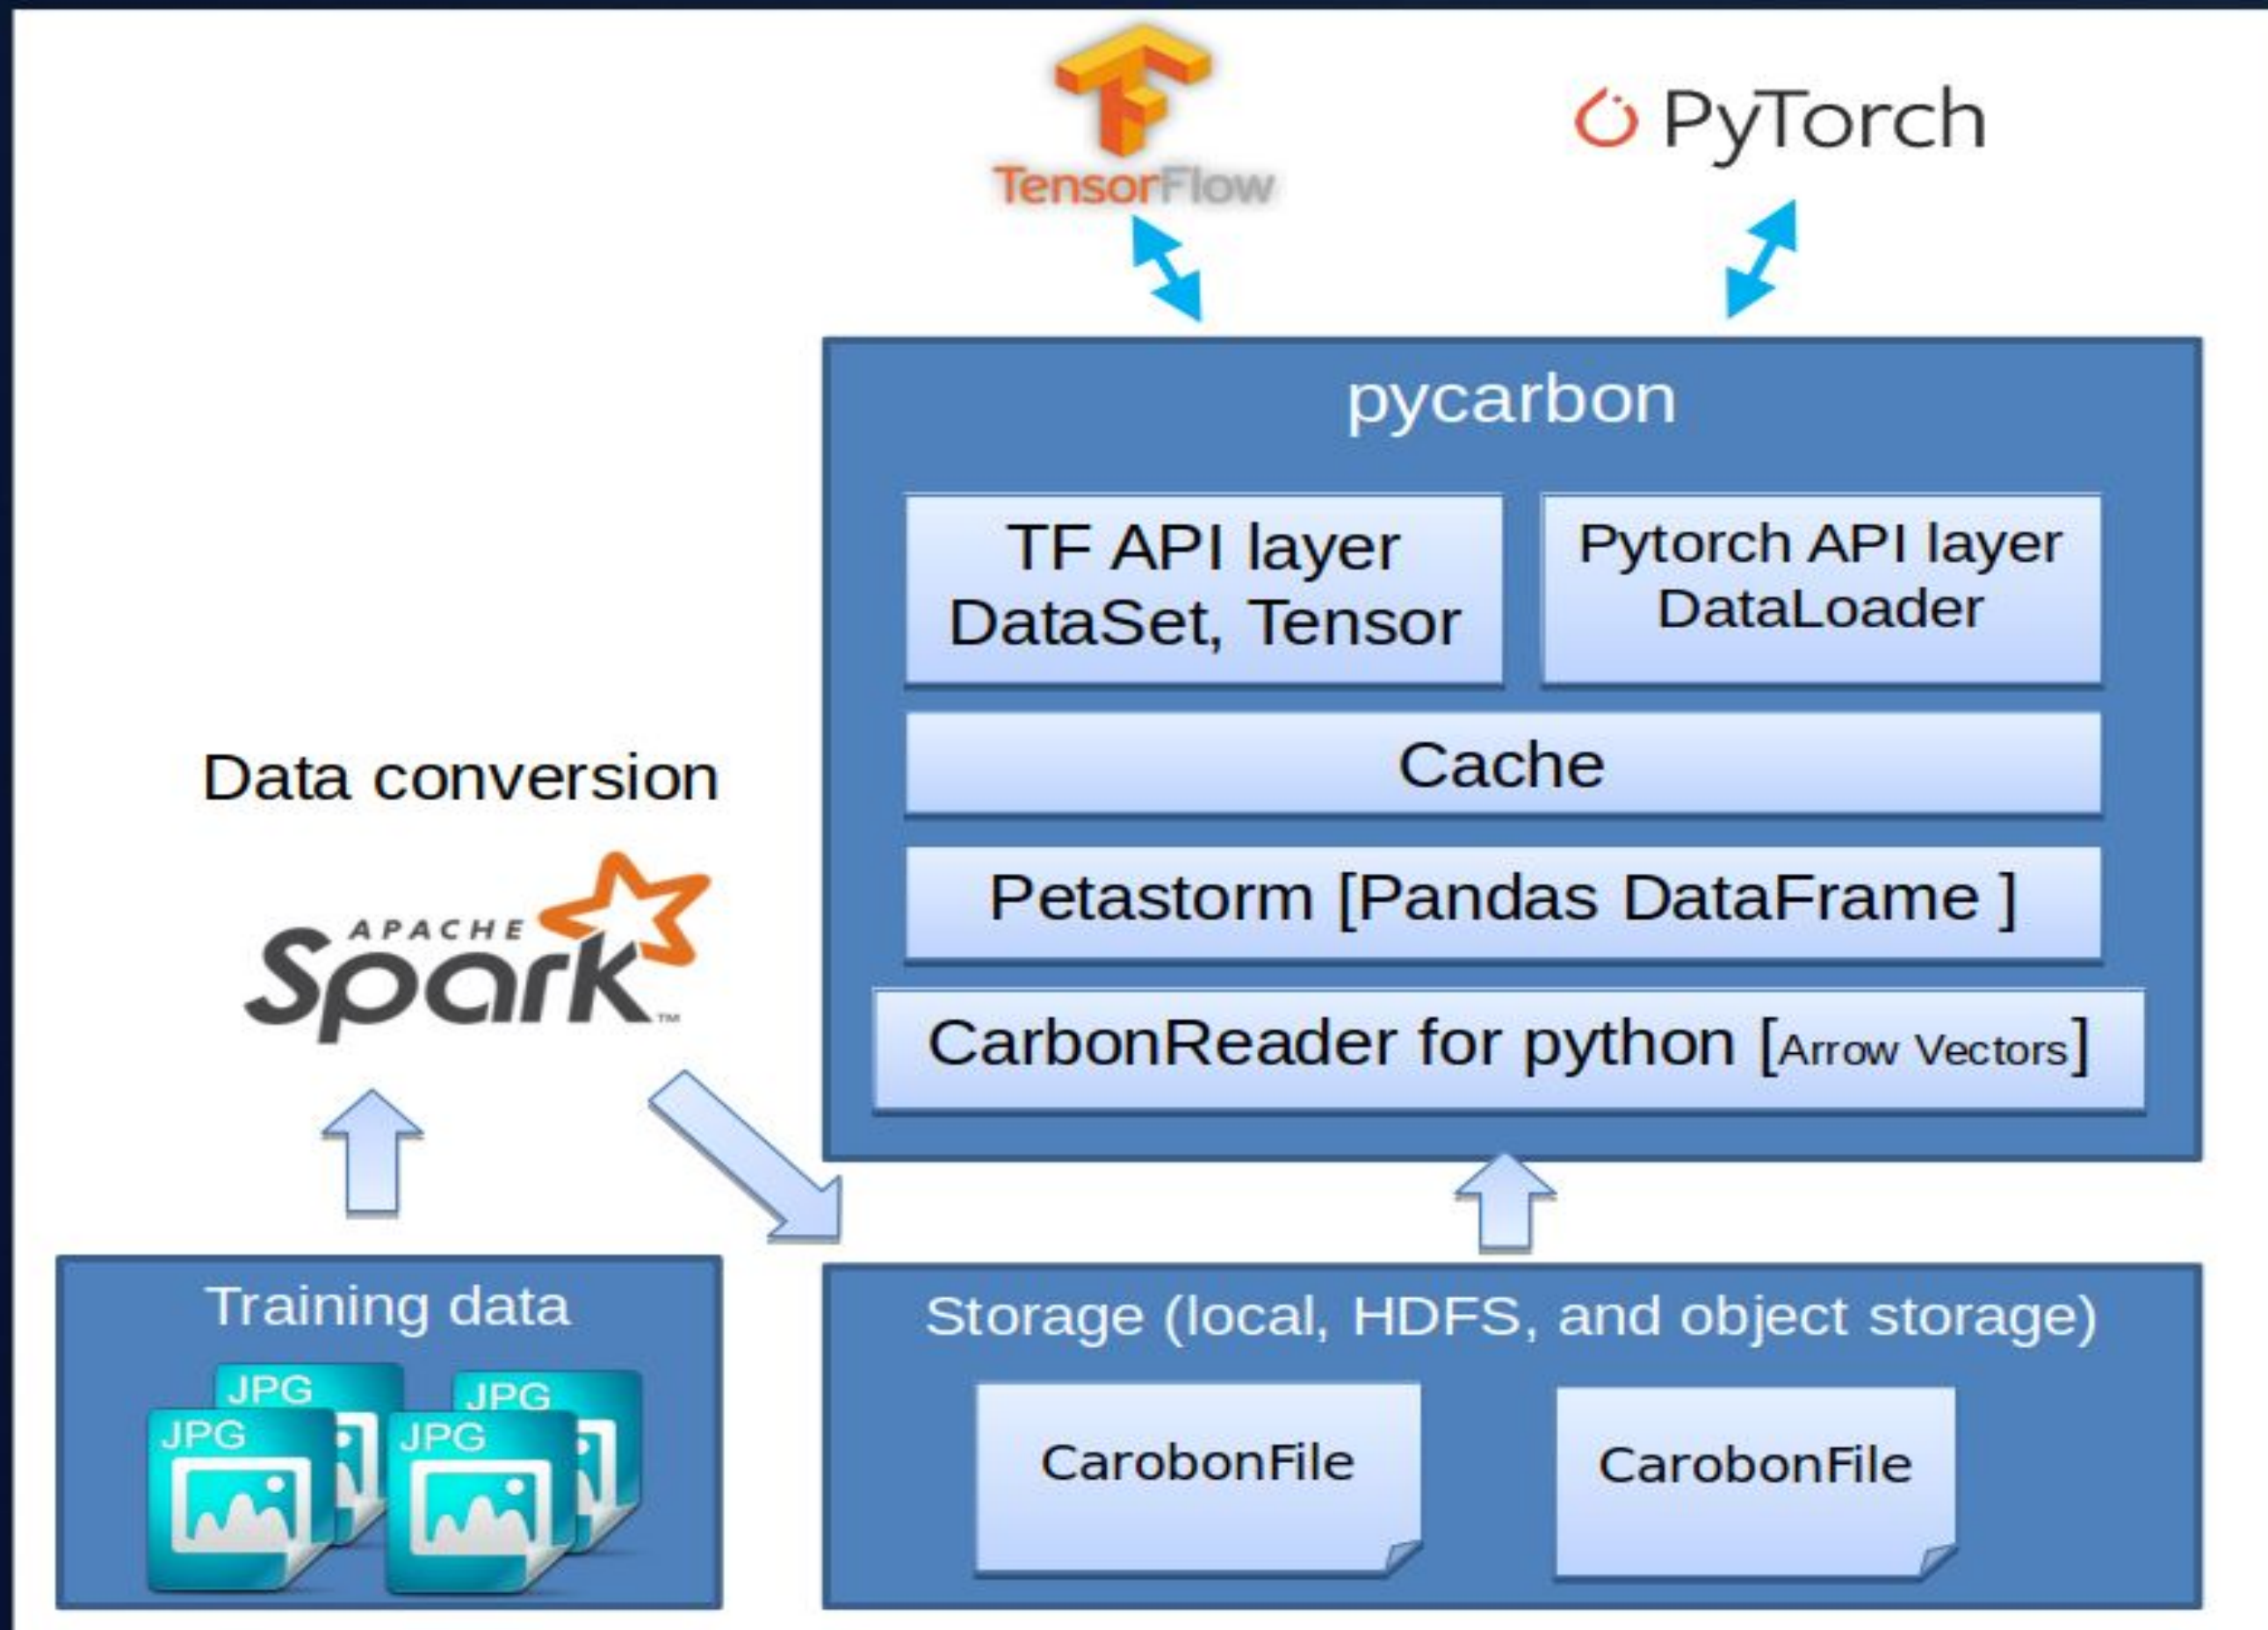 TensorFlow
PyTorch
pycarbon
TF API layer
DataSet, Tensor
Pytorch API layer
DataLoader
Cache
Petastorm [Pandas DataFrame ]
CarbonReader for python [Arrow Vectors]
Data conversion
APACHE
Spark™
Training data
JPG
JPG
JPG
JPG
Storage (local, HDFS, and object storage)
CarobonFile
CarobonFile